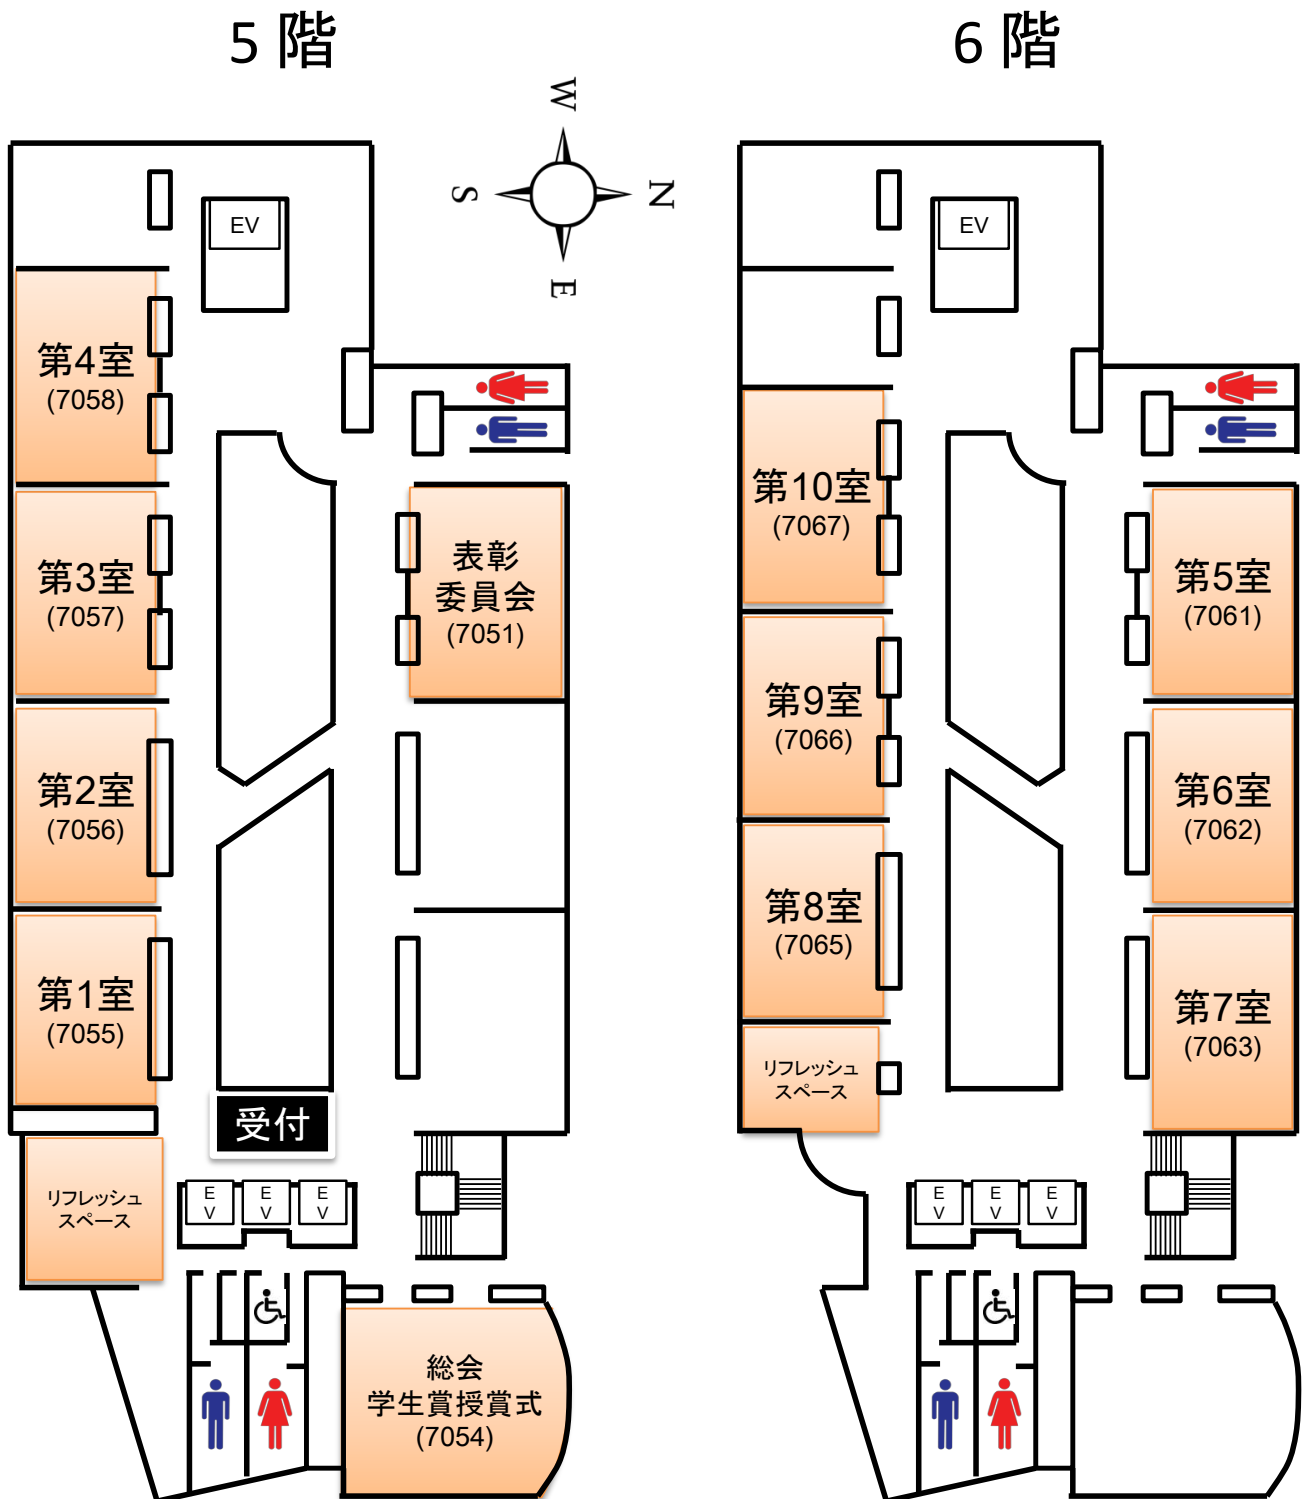 5 階
6 階
W
S
N
E
EV
第4室
(7058)
第3室
(7057)
表彰
委員会
(7051)
第2室
(7056)
第1室
(7055)
受付
リフレッシュ
スペース
E
V
E
V
E
V
総会
学生賞授賞式
(7054)
EV
第10室
(7067)
第5室
(7061)
第9室
(7066)
第6室
(7062)
第8室
(7065)
第7室
(7063)
リフレッシュ
スペース
E
V
E
V
E
V